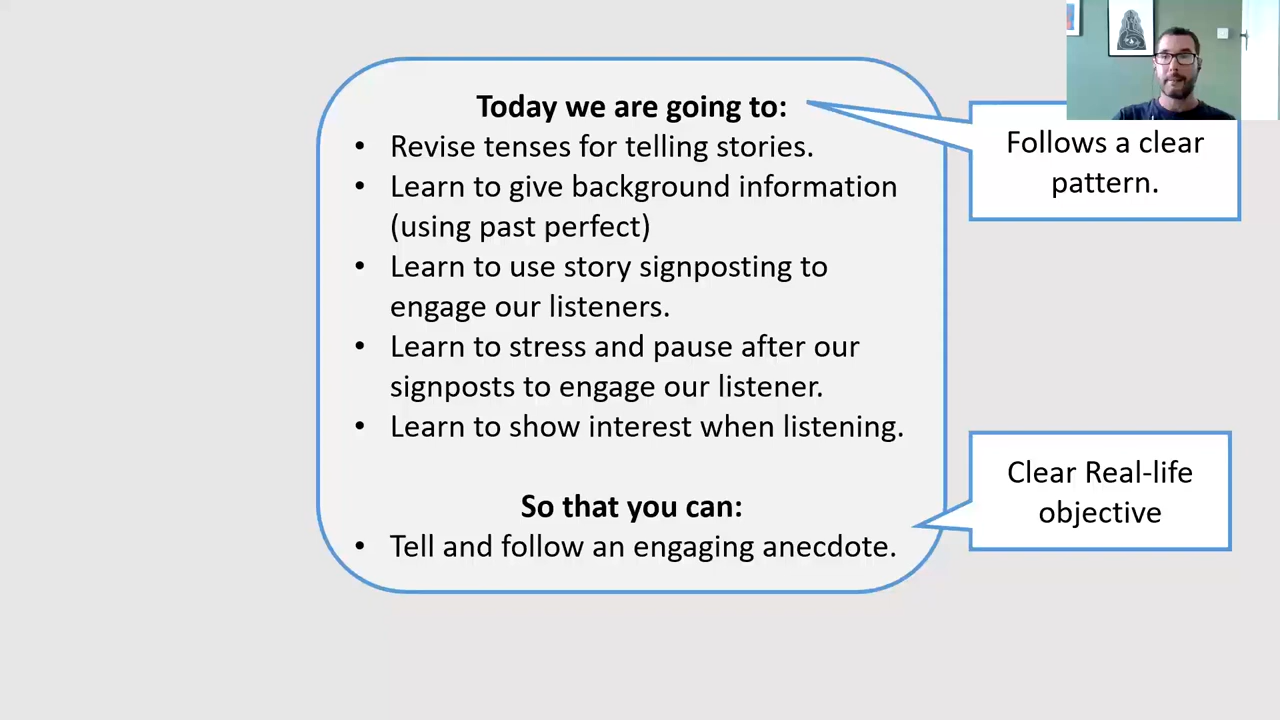 Today we are going to:
• Revise tenses for telling stories.
• Learn to give background information
(using past perfect)
• Learn to use story signposting to
engage our listeners.
• Learn to stress and pause after our
signposts to engage our listener.
• Learn to show interest when listening.
So that you can:
• Tell and follow an engaging anecdote.
Follows a clear
pattern.
Clear Real-life
objective